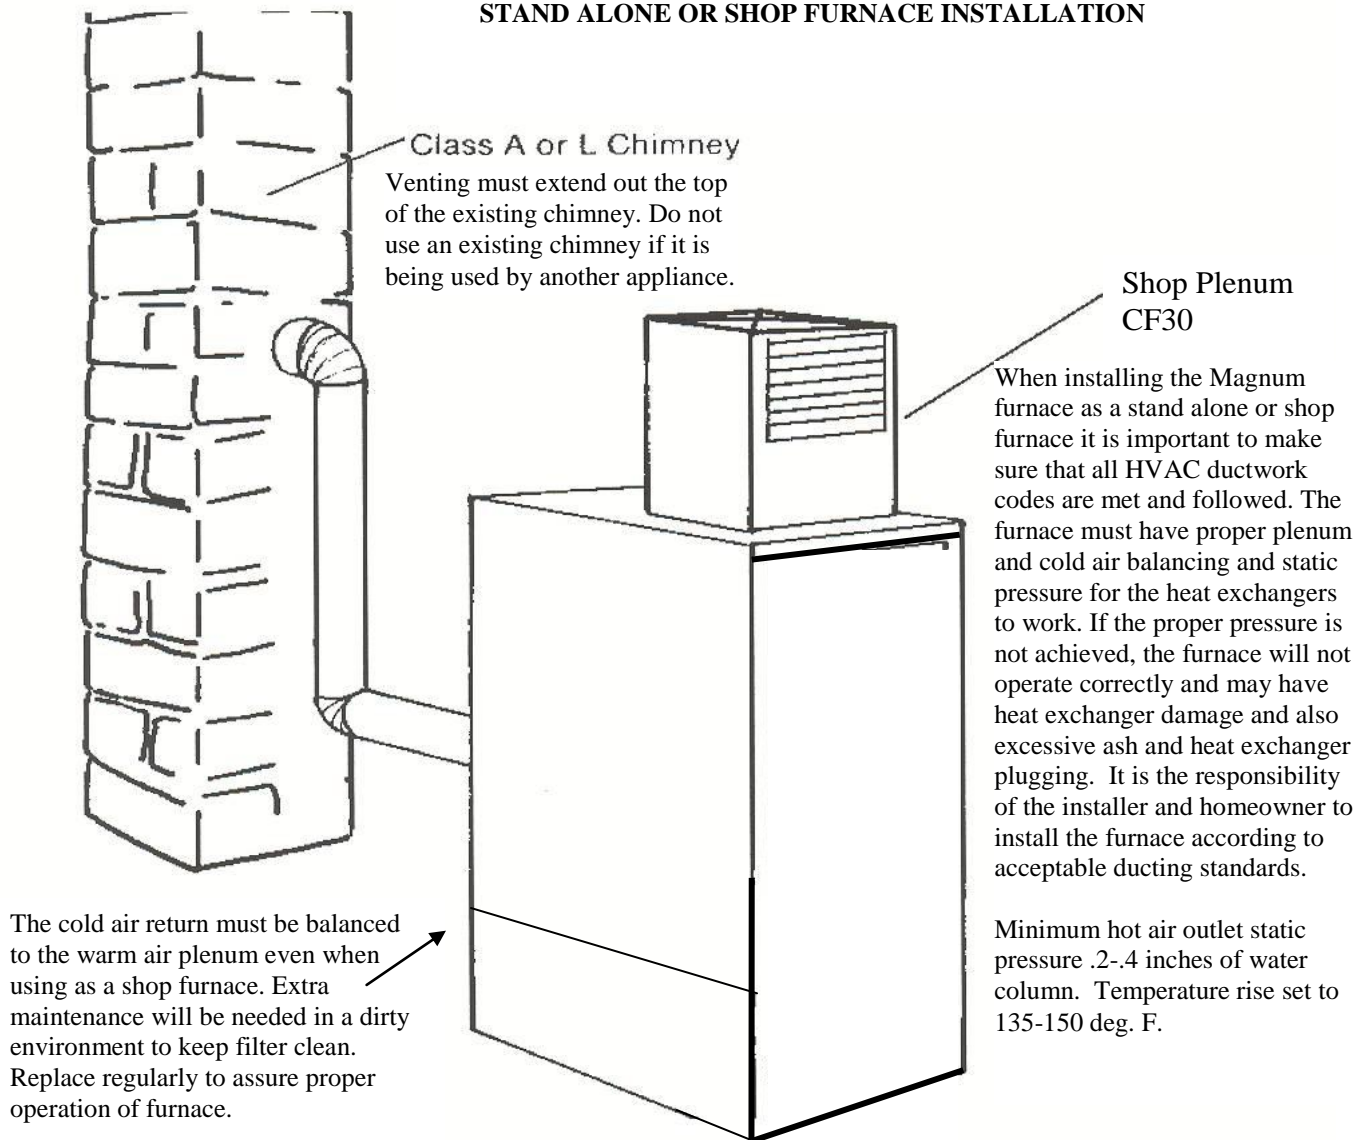 STAND ALONE OR SHOP FURNACE INSTALLATION
Class A or L Chimney
Venting must extend out the top
of the existing chimney. Do not
use an existing chimney if it is
being used by another appliance.
Shop Plenum
CF30
When installing the Magnum
furnace as a stand alone or shop
furnace it is important to make
sure that all HVAC ductwork
codes are met and followed. The
furnace must have proper plenum
and cold air balancing and static
pressure for the heat exchangers
to work. If the proper pressure is
not achieved, the furnace will not
operate correctly and may have
heat exchanger damage and also
excessive ash and heat exchanger
plugging.  It is the responsibility
of the installer and homeowner to
install the furnace according to
acceptable ducting standards.
Minimum hot air outlet static
pressure .2-.4 inches of water
column.  Temperature rise set to
135-150 deg. F.
The cold air return must be balanced
to the warm air plenum even when
using as a shop furnace. Extra
maintenance will be needed in a dirty
environment to keep filter clean.
Replace regularly to assure proper
operation of furnace.